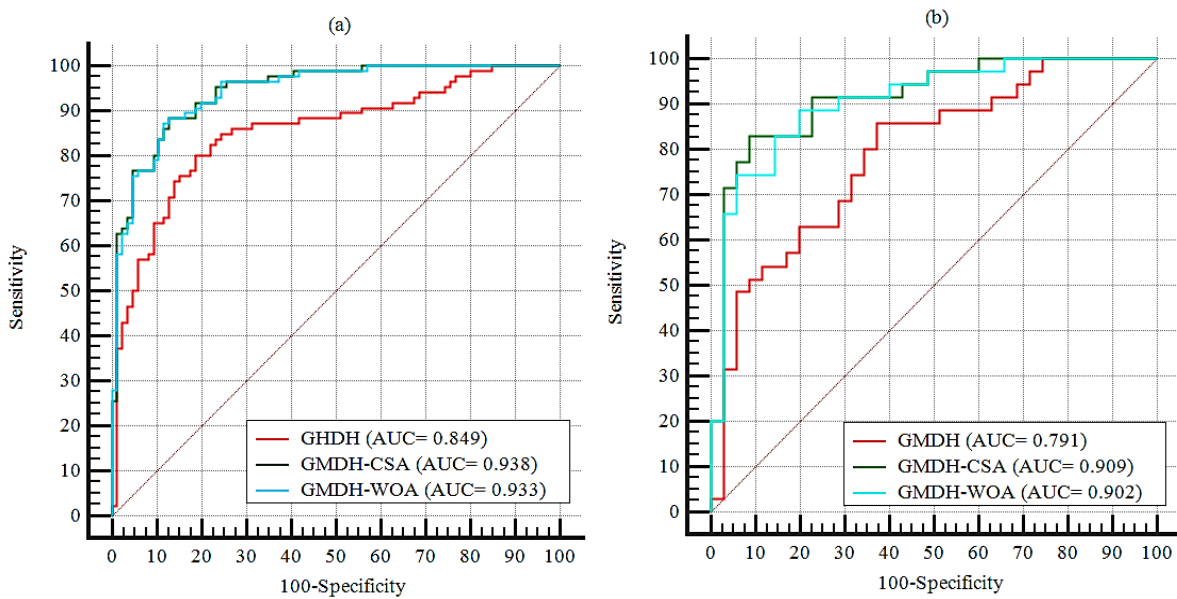 (a)
100
90
80
70
60
50
40
30
20
10
0
Sensitivity
GHDH (AUC= 0.849)
GMDH-CSA (AUC= 0.938)
GMDH-WOA (AUC= 0.933)
0 10 20 30 40 50 60 70 80 90 100
100-Specificity
(b)
100
90
80
70
60
50
40
30
20
10
0
Sensitivity
GMDH (AUC= 0.791)
GMDH-CSA (AUC= 0.909)
GMDH-WOA (AUC= 0.902)
0 10 20 30 40 50 60 70 80 90 100
100-Specificity